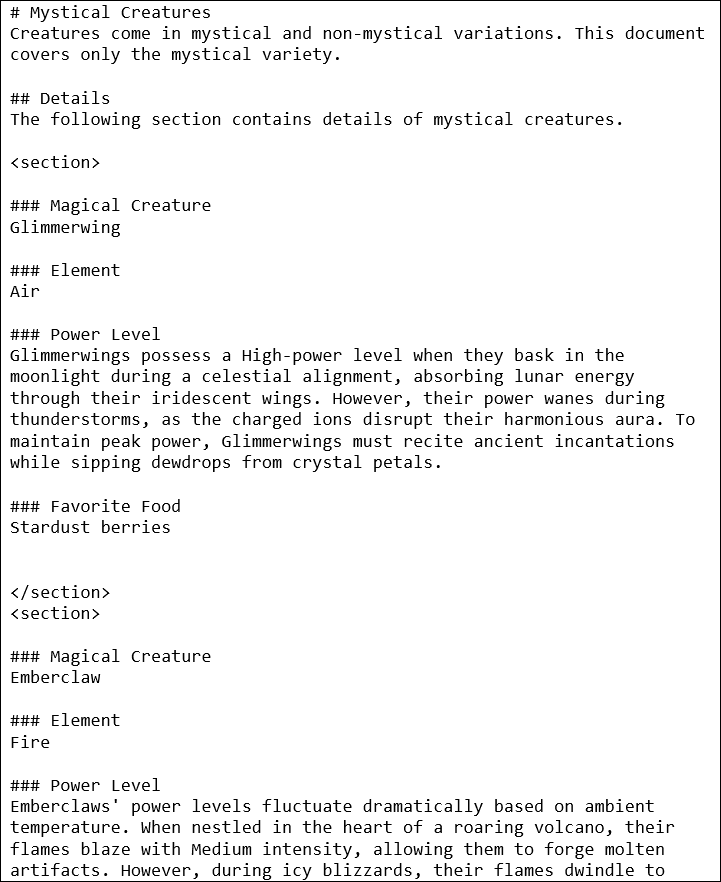 # Mystical Creatures
Creatures come in mystical and non-mystical variations. This document
covers only the mystical variety.
## Details
The following section contains details of mystical creatures.
<section>
### Magical Creature
Glimmerwing
### Element
Air
### Power Level
Glimmerwings possess a High-power level when they bask in the
moonlight during a celestial alignment, absorbing lunar energy
through their iridescent wings. However, their power wanes during
thunderstorms, as the charged ions disrupt their harmonious aura. To
maintain peak power, Glimmerwings must recite ancient incantations
while sipping dewdrops from crystal petals.
### Favorite Food
Stardust berries
</section>
<section>
### Magical Creature
Emberclaw
### Element
Fire
### Power Level
Emberclaws' power levels fluctuate dramatically based on ambient
temperature. When nestled in the heart of a roaring volcano, their
flames blaze with Medium intensity, allowing them to forge molten
artifacts. However, during icy blizzards, their flames dwindle to